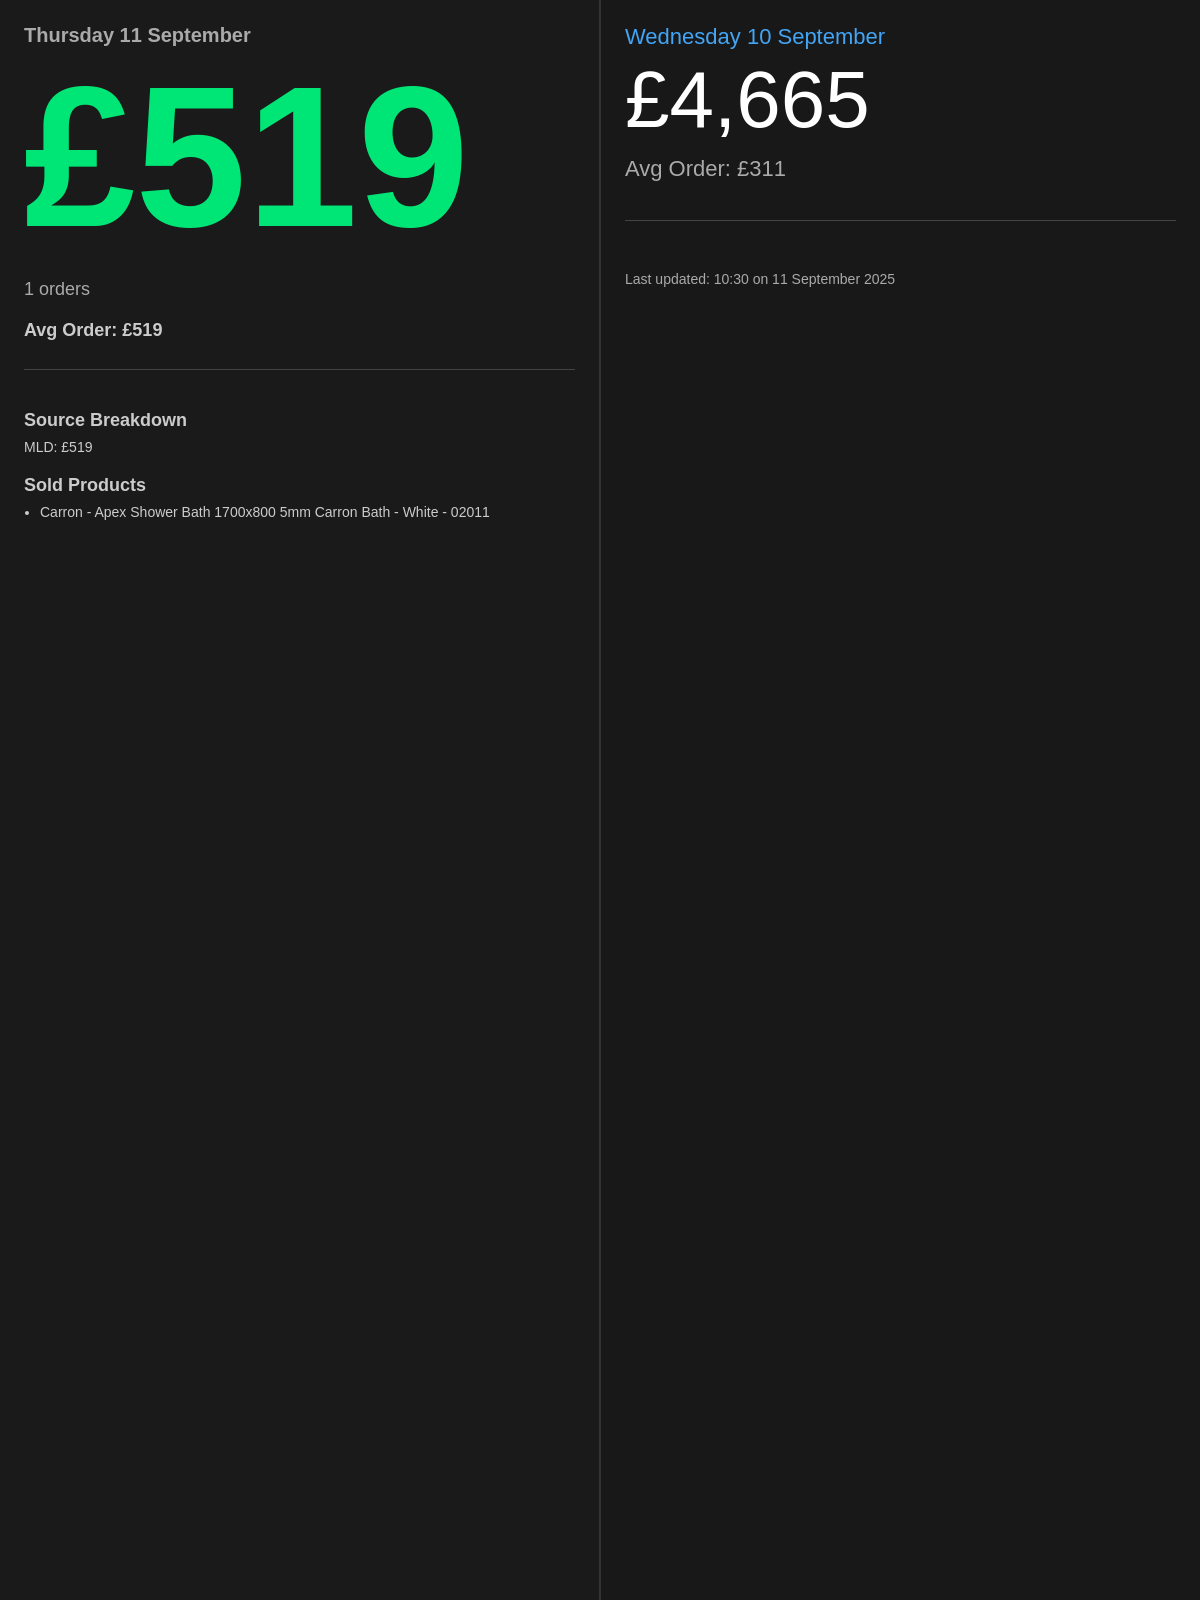 Thursday 11 September
£519
1 orders
Avg Order: £519
Source Breakdown
MLD: £519
Sold Products
• Carron - Apex Shower Bath 1700x800 5mm Carron Bath - White - 02011
Wednesday 10 September
£4,665
Avg Order: £311
Last updated: 10:30 on 11 September 2025